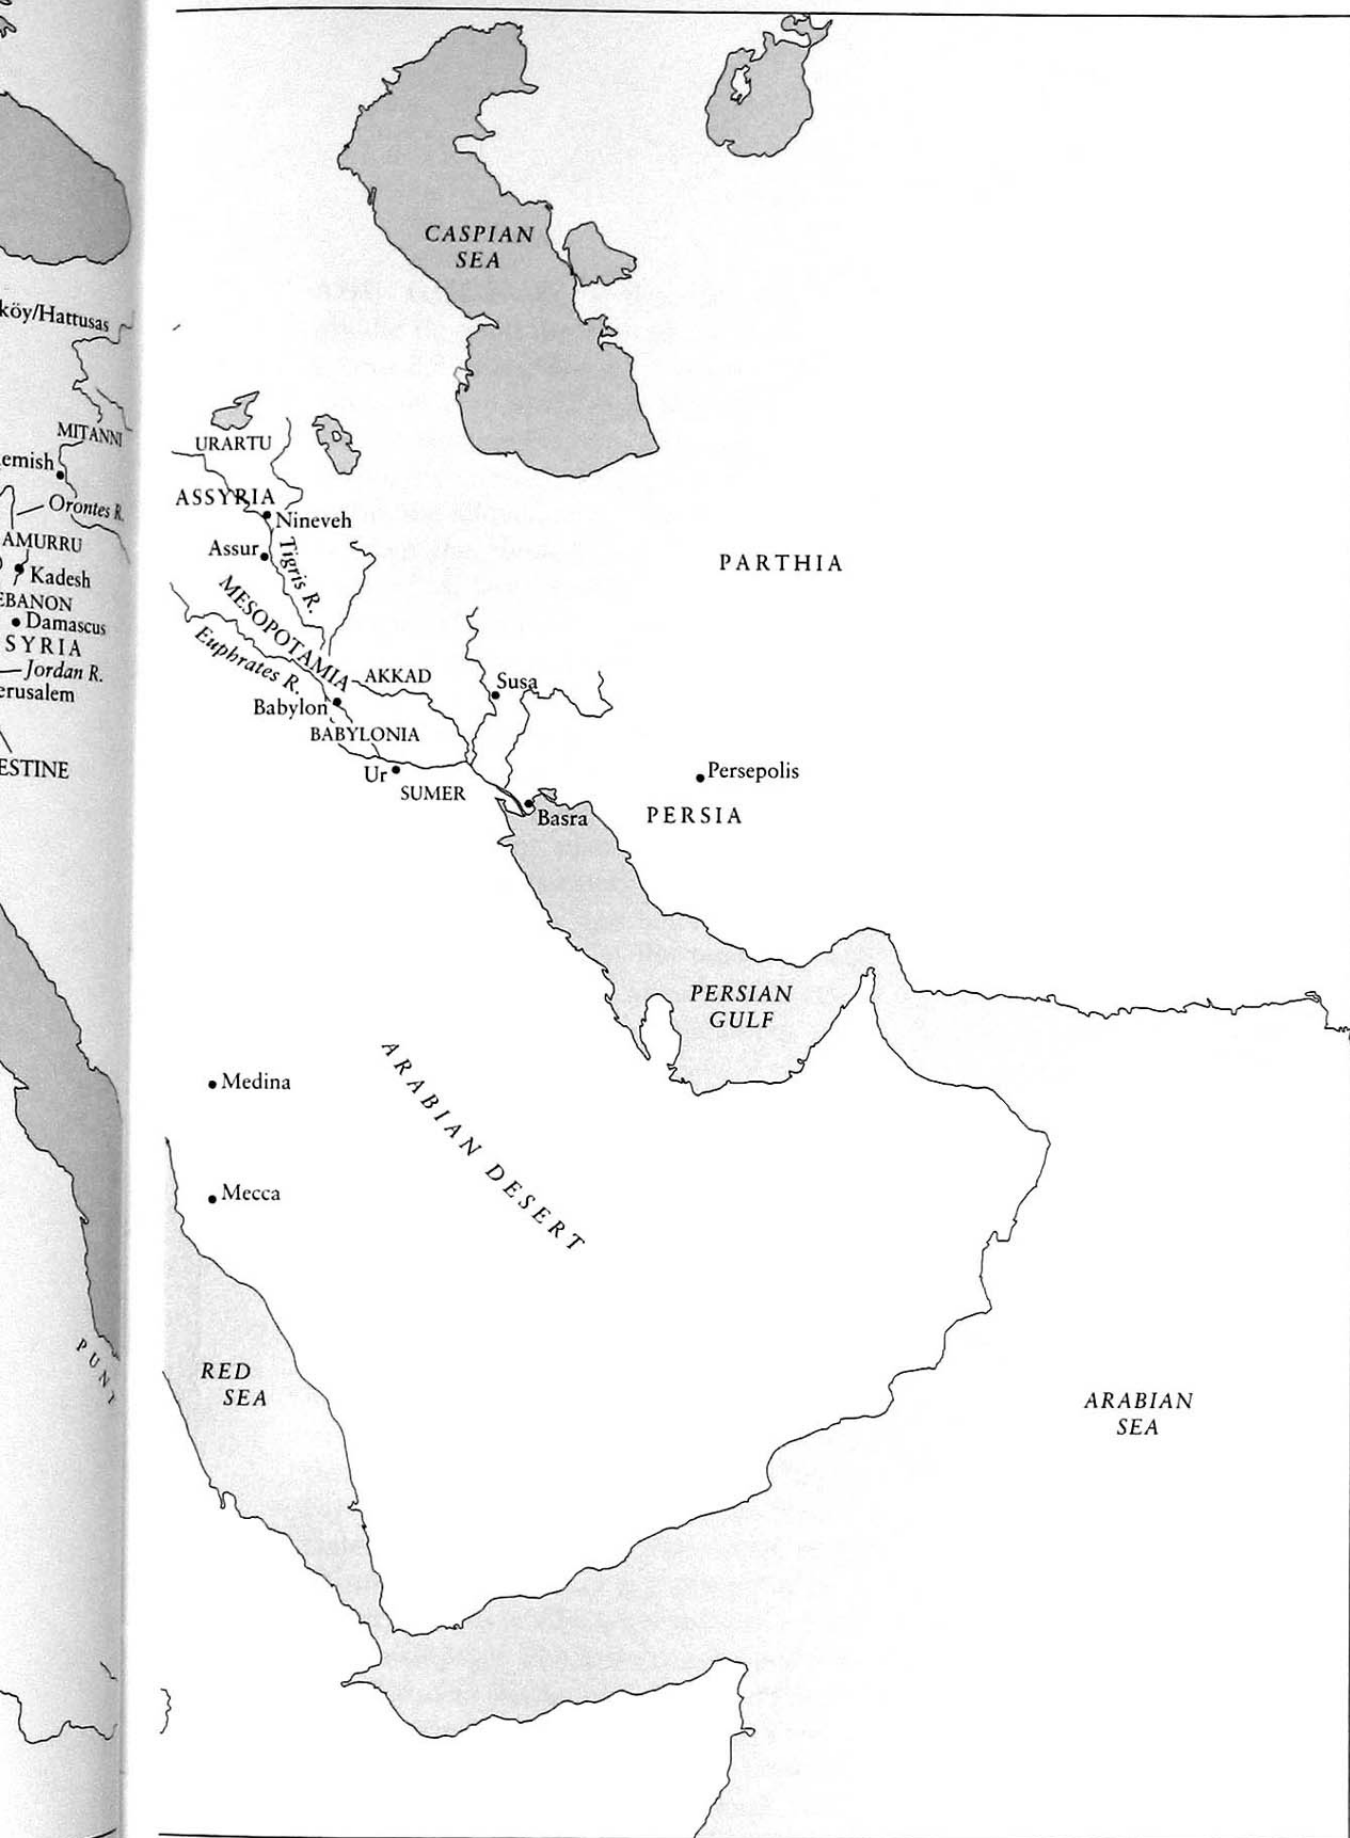 köy/Hattusas
MITANNI
emish
Orontes R.
AMURRU
Kadesh
EBANON
Damascus
SYRIA
Jordan R.
erusalem
ESTINE
PUNT
CASPIAN
SEA
URARTU
ASSYRIA
Nineveh
Assur
Tigris R.
MESOPOTAMIA
Euphrates R.
AKKAD
Susa
Babylon
BABYLONIA
Ur
SUMER
Basra
PARTHIA
Persepolis
PERSIA
PERSIAN
GULF
ARABIAN DESERT
Medina
Mecca
RED
SEA
ARABIAN
SEA